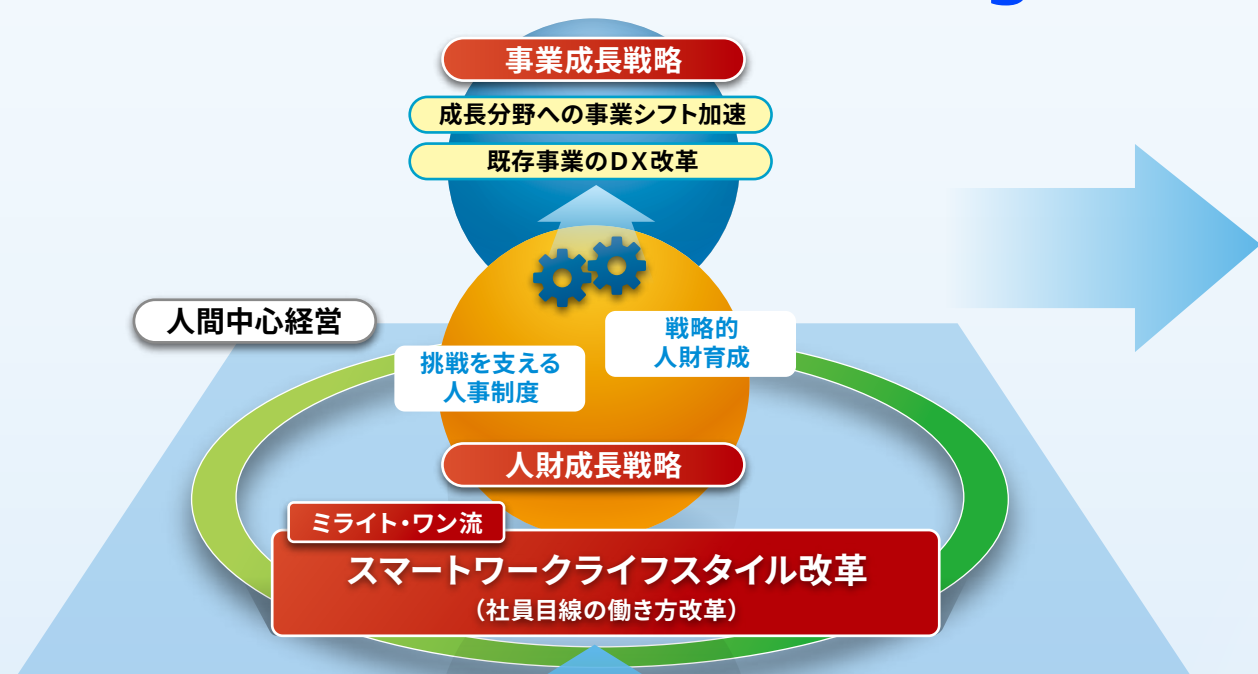 事業成長戦略
成長分野への事業シフト加速
既存事業のDX改革
人間中心経営
挑戦を支える
人事制度
戦略的
人財育成
人財成長戦略
ミライト・ワン流
スマートワークライフスタイル改革
（社員目線の働き方改革）